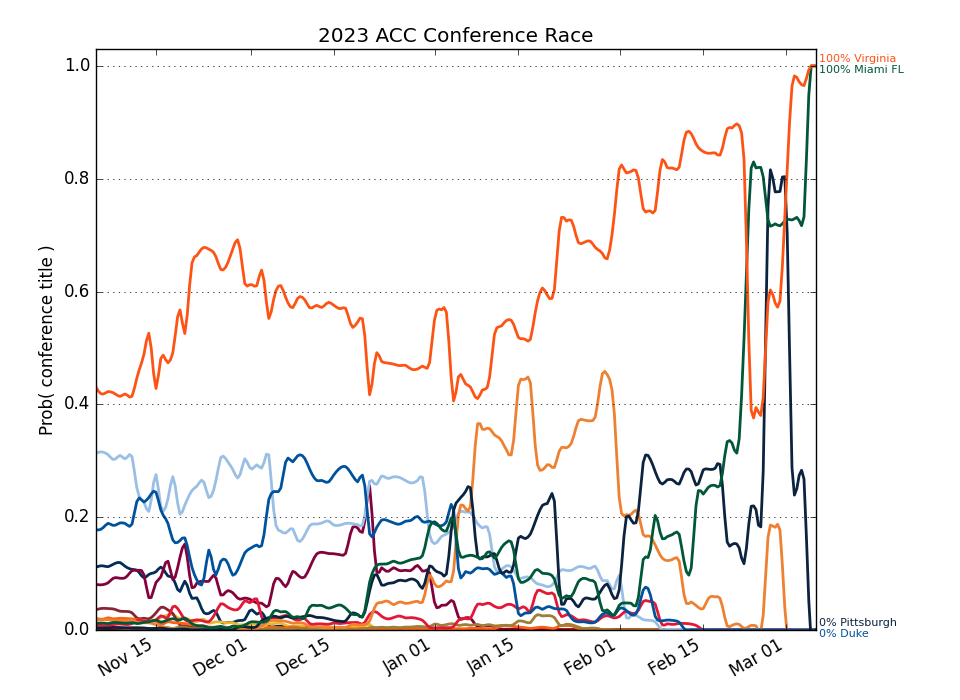 2023 ACC Conference Race
1.0
0.8
0.6
0.4
0.2
0.0
Prob( conference title )
100% Virginia
100% Miami FL
0% Pittsburgh
0% Duke
Nov 15
Dec 01
Dec 15
Jan 01
Jan 15
Feb 01
Feb 15
Mar 01